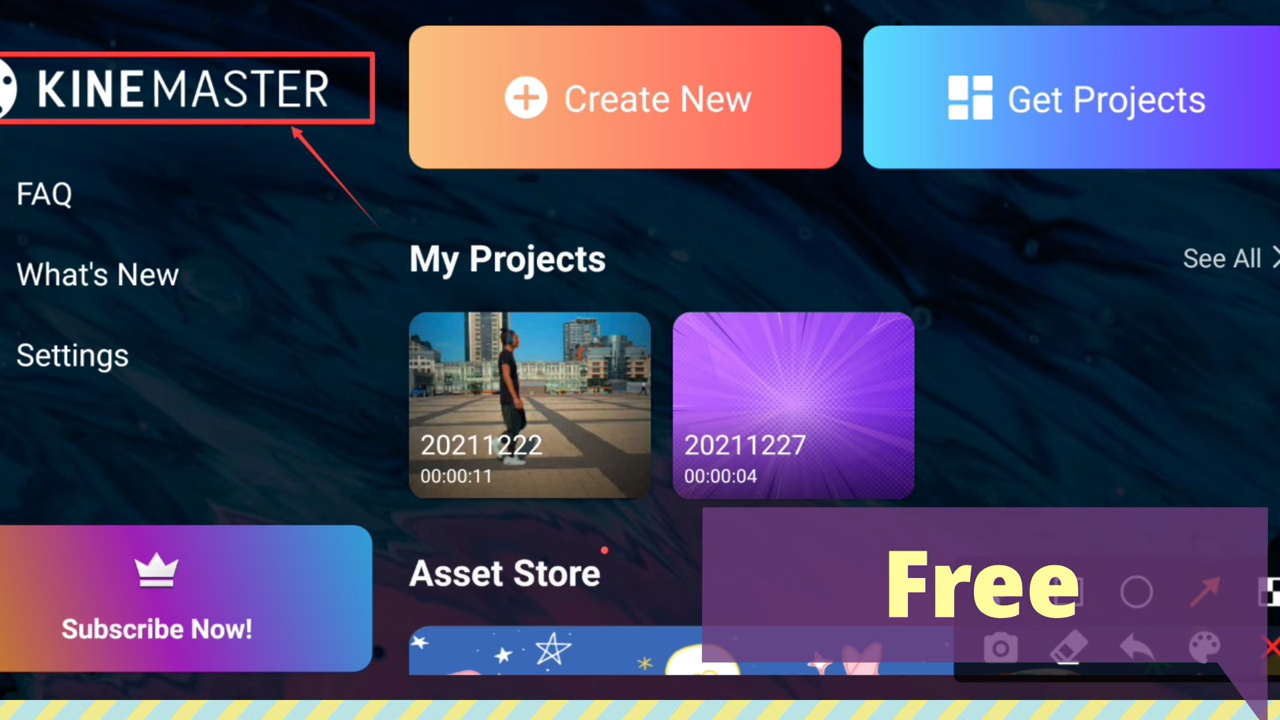 KINEMASTER
Create New
Get Projects
FAQ
What's New
Settings
My Projects
See All
20211222
00:00:11
20211227
00:00:04
Asset Store
Subscribe Now!
Free